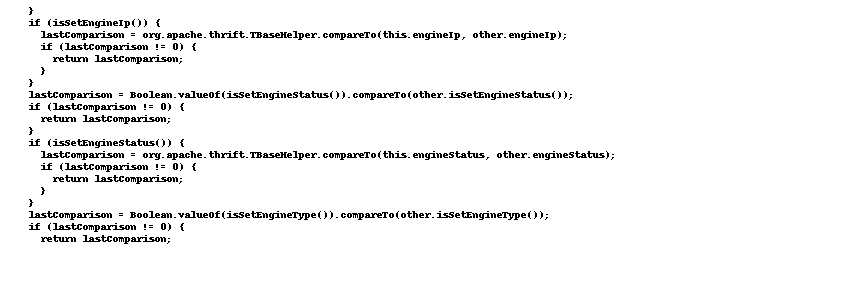 }
    if (isSetEngineIp()) {
      lastComparison = org.apache.thrift.TBaseHelper.compareTo(this.engineIp, other.engineIp);
      if (lastComparison != 0) {
        return lastComparison;
      }
    }
    lastComparison = Boolean.valueOf(isSetEngineStatus()).compareTo(other.isSetEngineStatus());
    if (lastComparison != 0) {
      return lastComparison;
    }
    if (isSetEngineStatus()) {
      lastComparison = org.apache.thrift.TBaseHelper.compareTo(this.engineStatus, other.engineStatus);
      if (lastComparison != 0) {
        return lastComparison;
      }
    }
    lastComparison = Boolean.valueOf(isSetEngineType()).compareTo(other.isSetEngineType());
    if (lastComparison != 0) {
      return lastComparison;